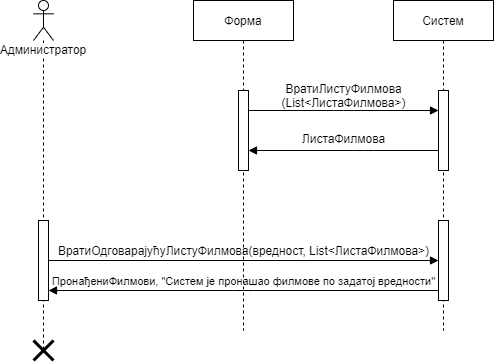 Администратор
Форма
Систем
ВратиЛистуФилмова
(List<ЛистаФилмова>)
ЛистаФилмова
ВратиОдговарајућуЛистуФилмова(вредност, List<ЛистаФилмова>)
ПронађениФилмови, "Систем је пронашао филмове по задатој вредности"